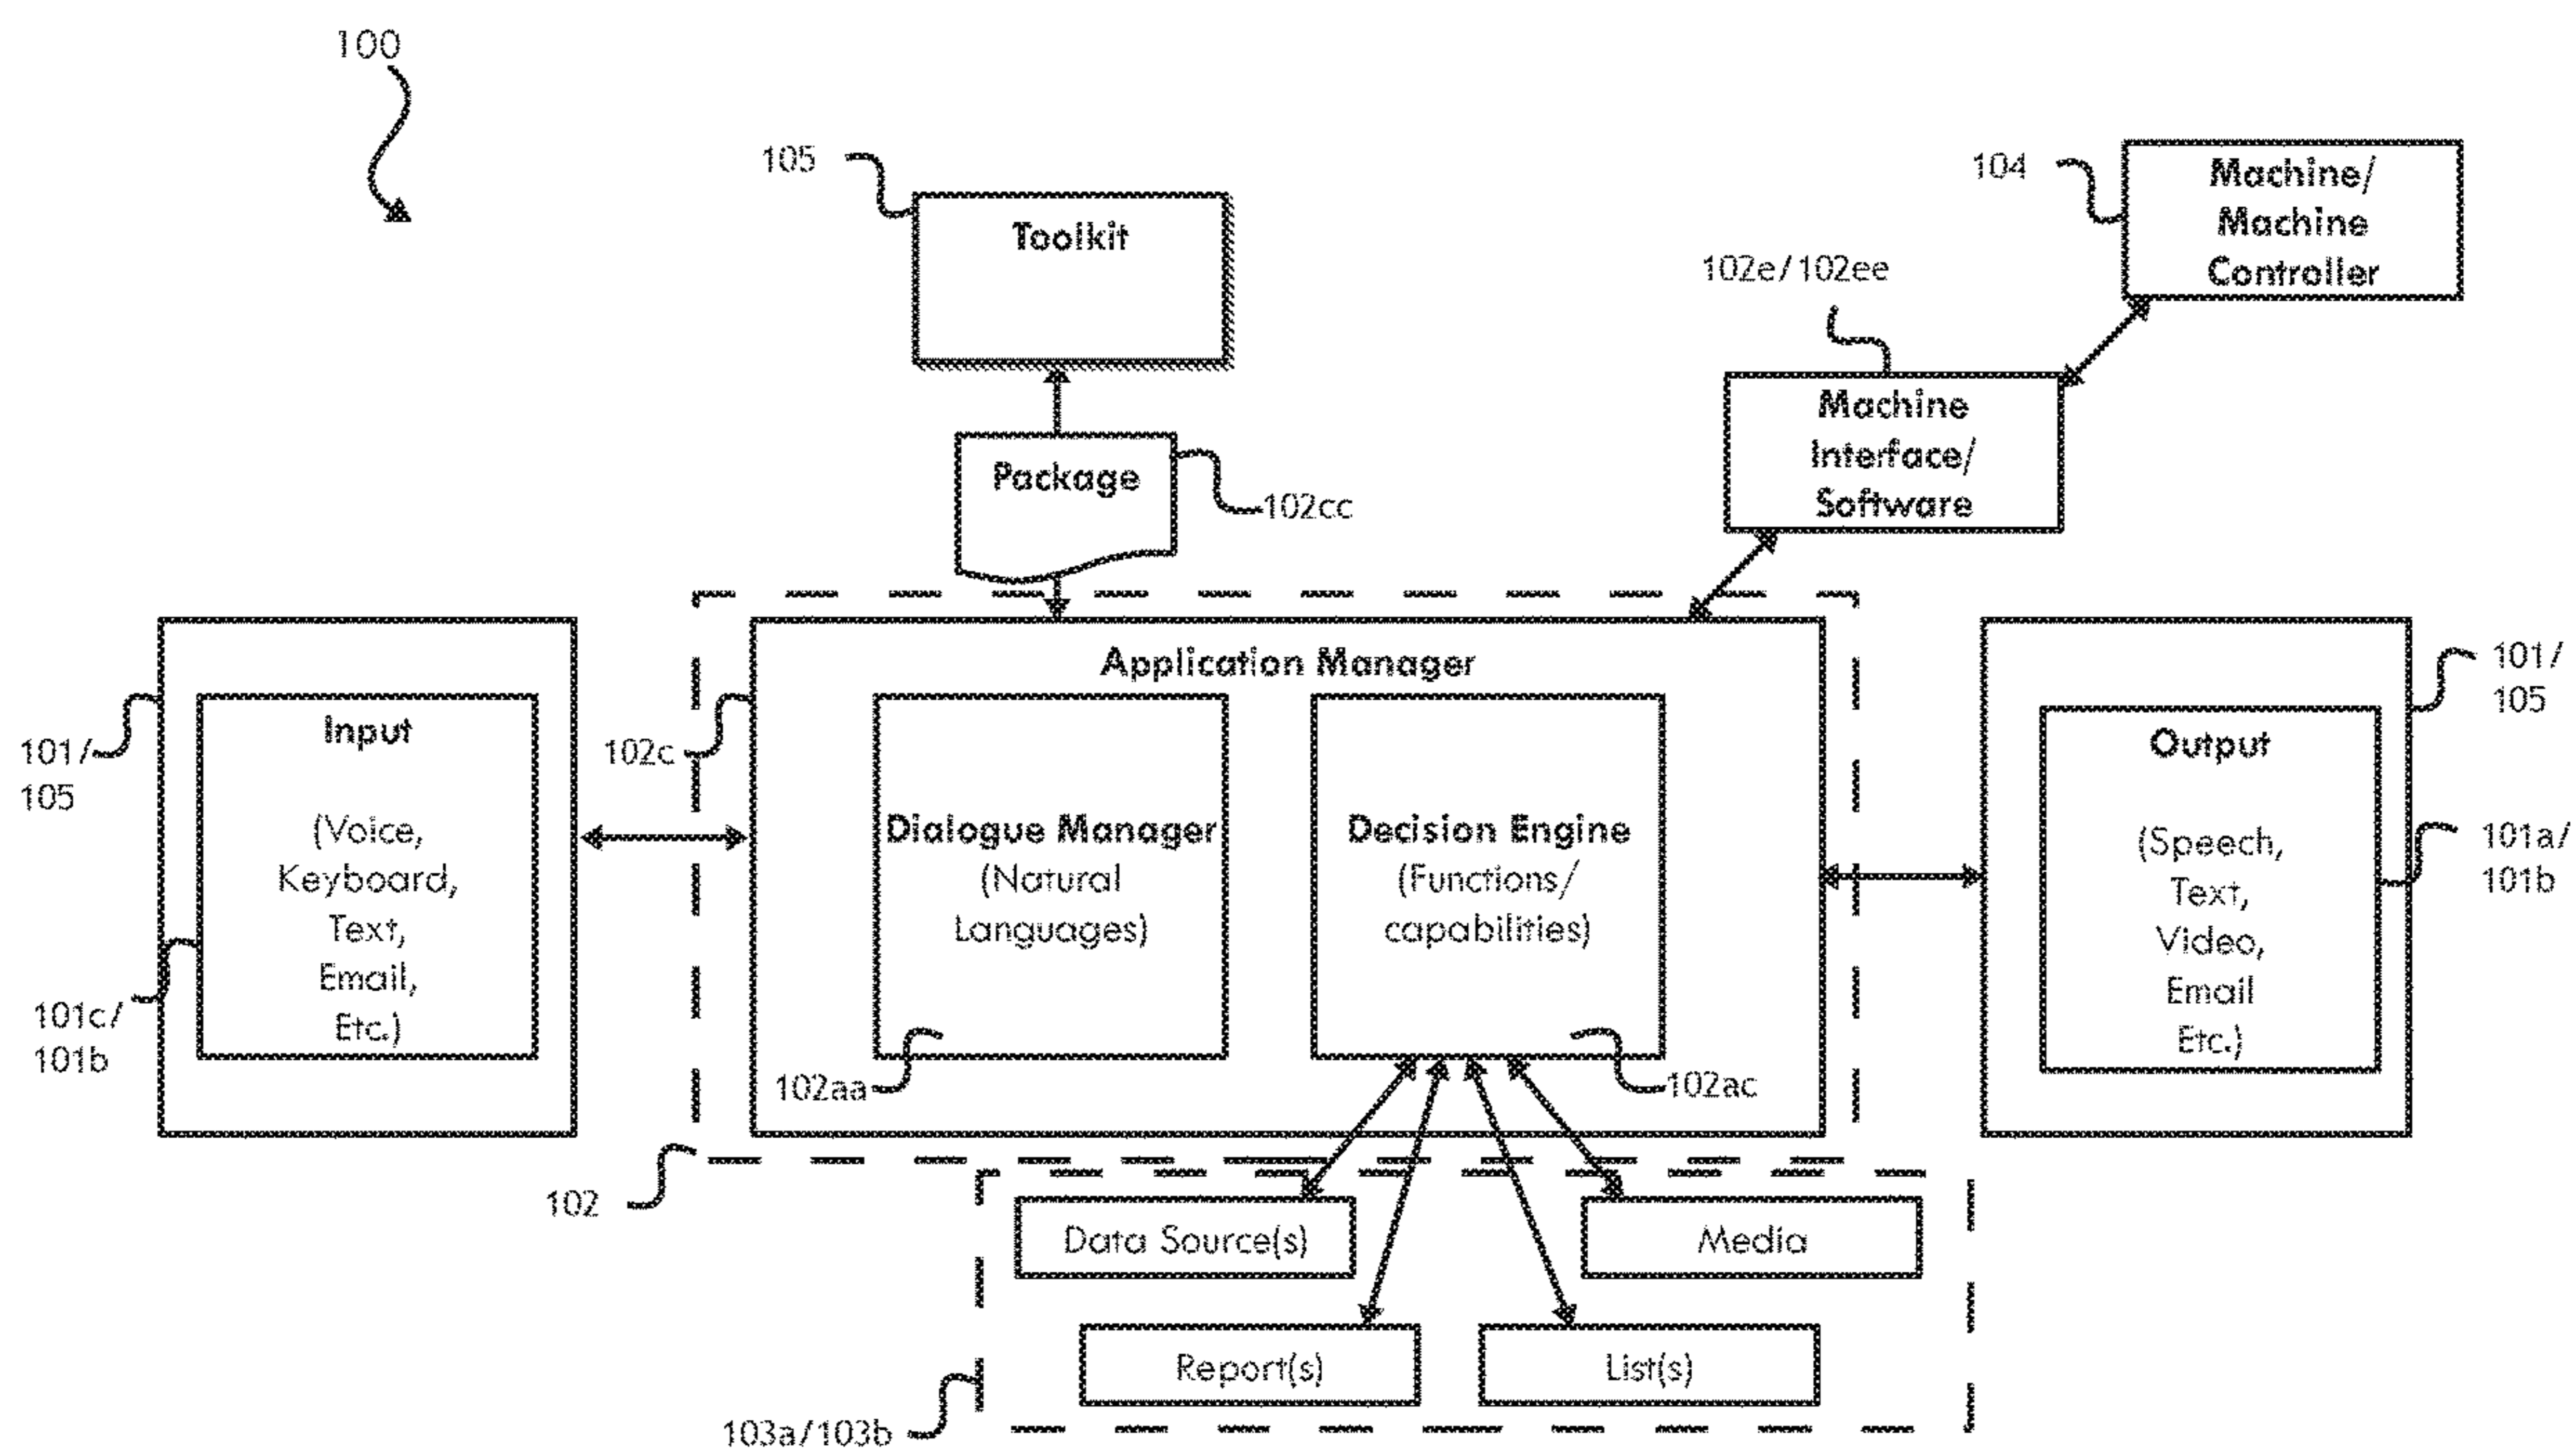 100
105
104
Machine/
Machine
Controller
Toolkit
102e/102ee
Machine
Interface/
Software
Package
102cc
Application Manager
101/
105
101/
105
Input
(Voice,
Keyboard,
Text,
Email,
Etc.)
102c
Dialogue Manager
(Natural
Languages)
Decision Engine
(Functions/
capabilities)
Output
(Speech,
Text,
Video,
Email
Etc.)
101a/
101b
101c/
101b
102aa
102ac
102
Data Source(s)
Media
Report(s)
List(s)
103a/103b